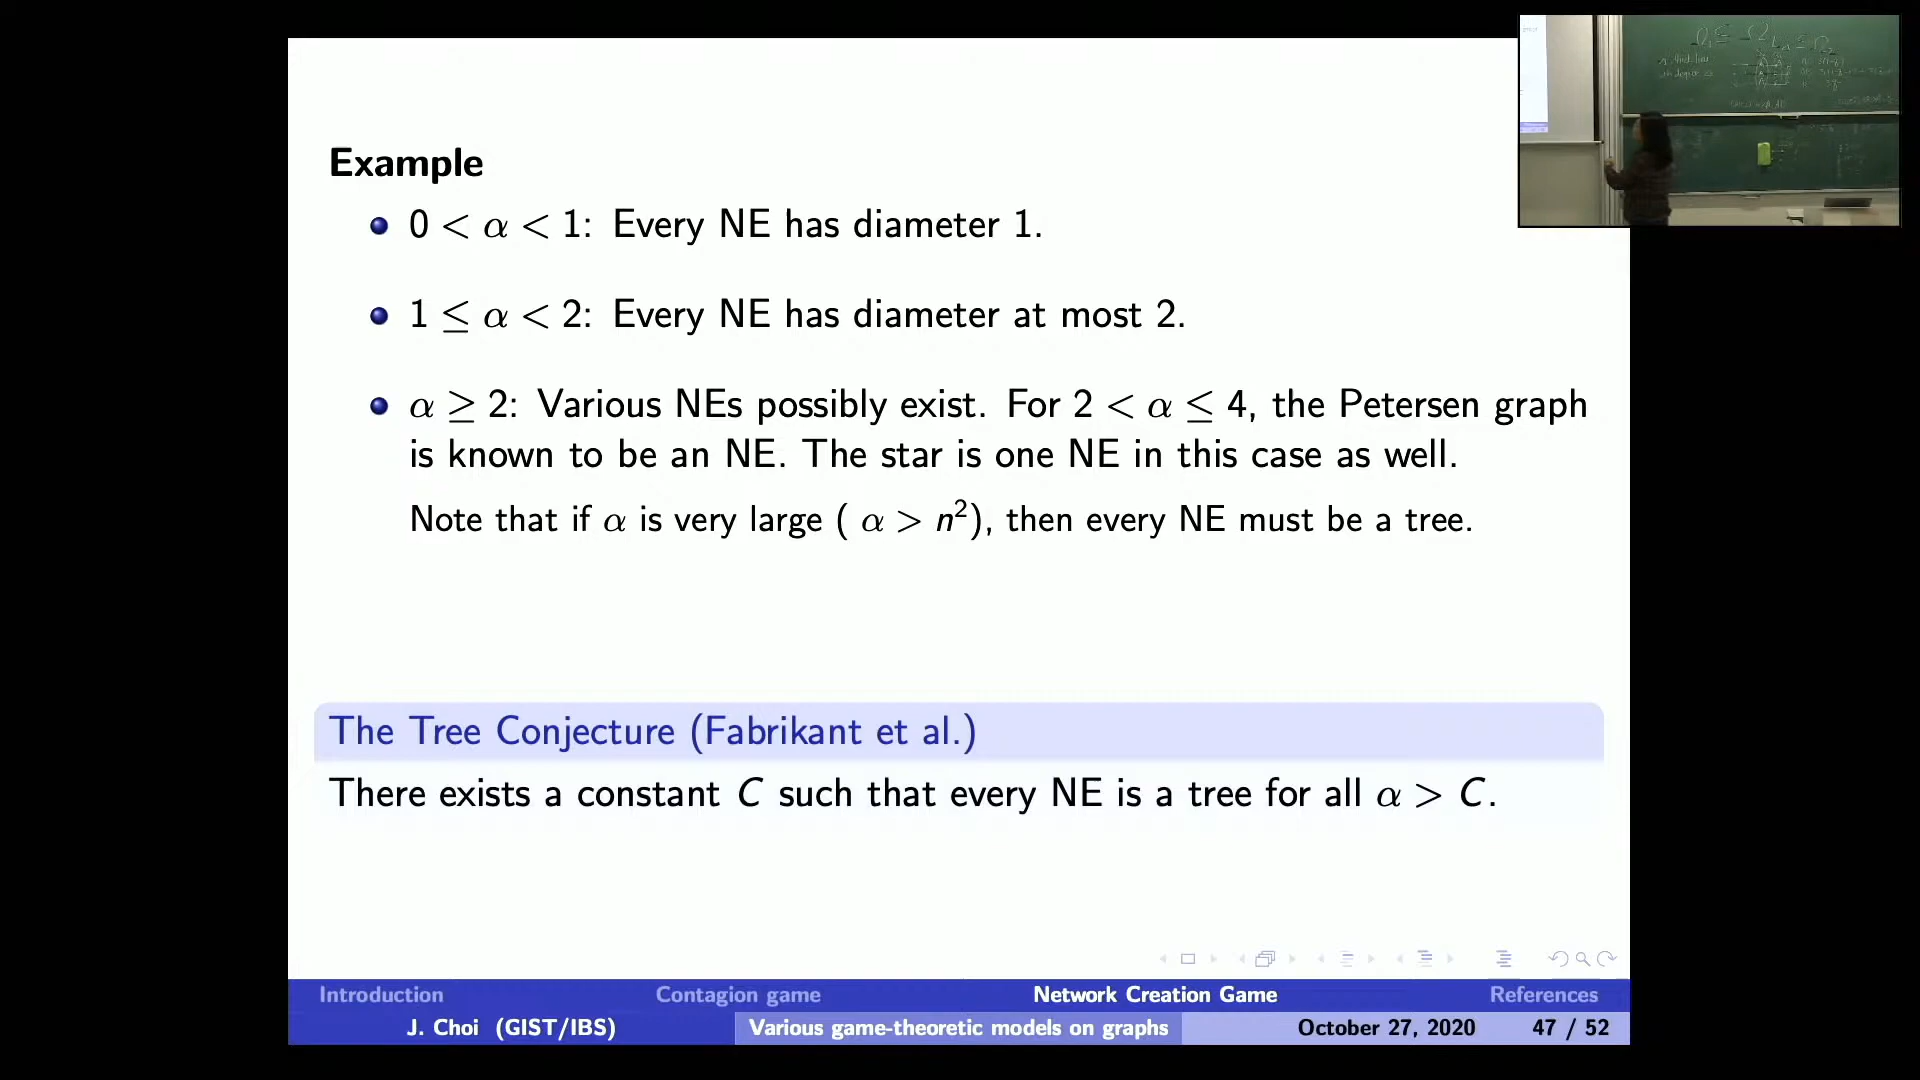 Example
0 < α < 1: Every NE has diameter 1.
1 ≤ α < 2: Every NE has diameter at most 2.
α ≥ 2: Various NEs possibly exist. For 2 < α ≤ 4, the Petersen graph
is known to be an NE. The star is one NE in this case as well.
Note that if α is very large ( α > n²), then every NE must be a tree.
The Tree Conjecture (Fabrikant et al.)
There exists a constant C such that every NE is a tree for all α > C.
Introduction Contagion game Network Creation Game References
J. Choi (GIST/IBS) Various game-theoretic models on graphs October 27, 2020 47 / 52